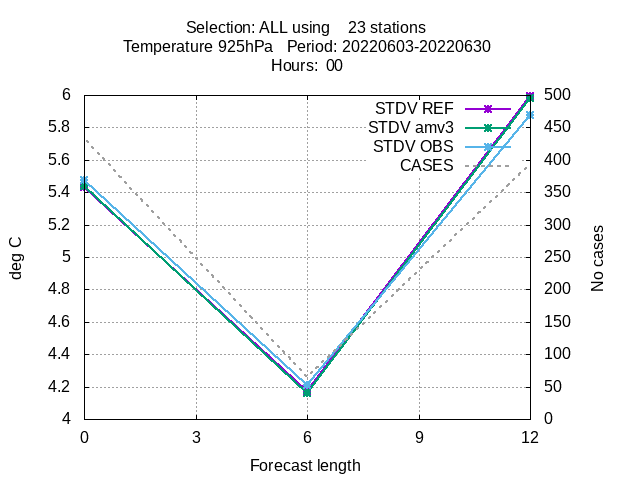 Selection: ALL using    23 stations
Temperature 925hPa   Period: 20220603-20220630
Hours:  00
STDV REF
STDV amv3
STDV OBS
CASES
deg C
6
5.8
5.6
5.4
5.2
5
4.8
4.6
4.4
4.2
4
500
450
400
350
300
250
200
150
100
50
0
No cases
0 3 6 9 12
Forecast length